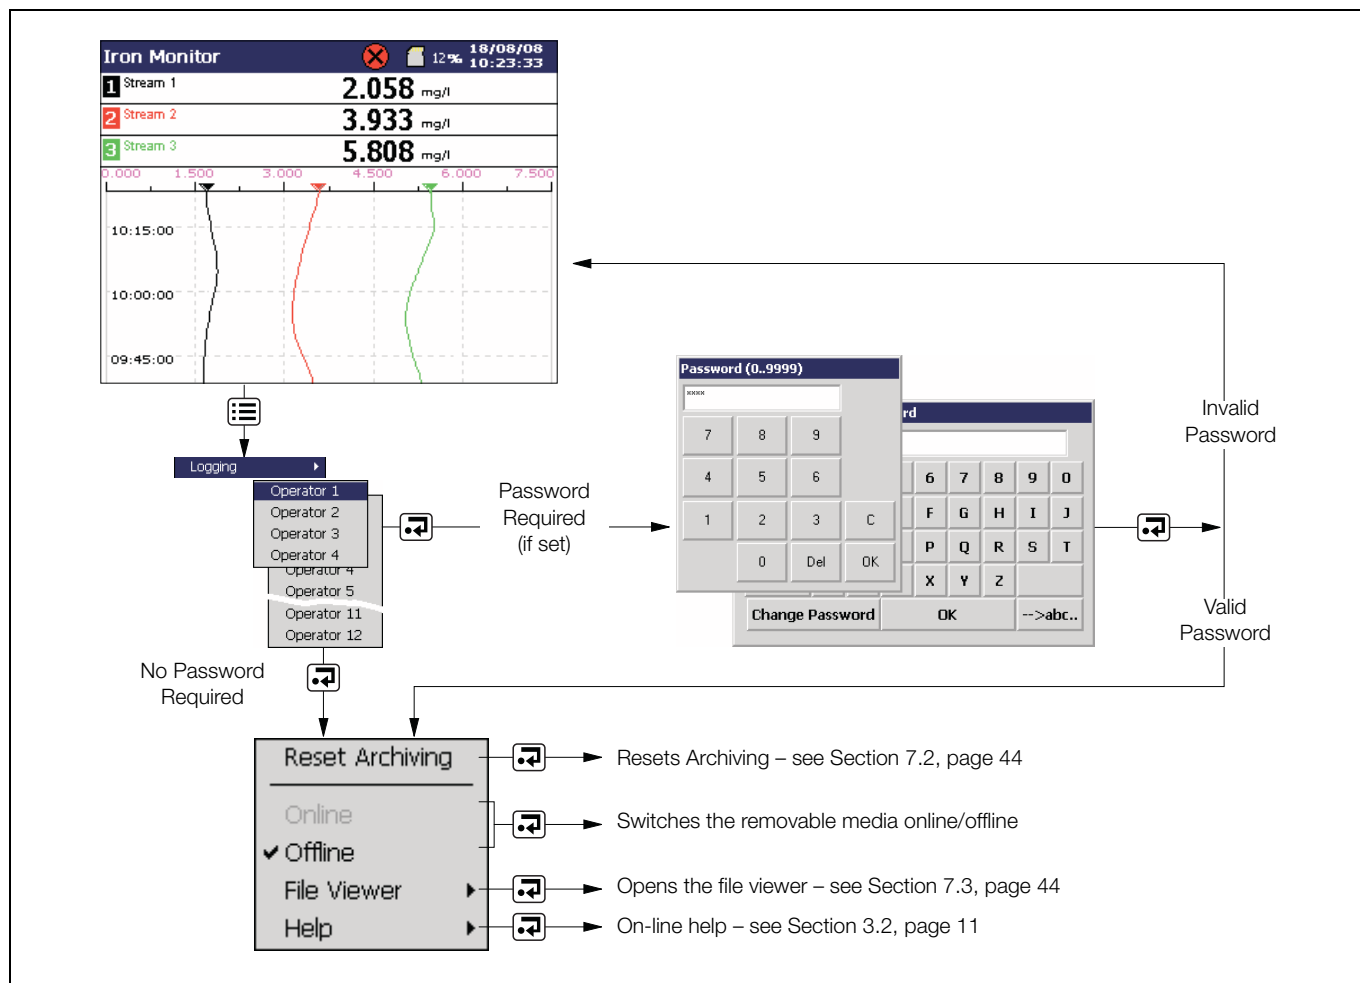 Iron Monitor 12% 18/08/08
10:23:33
1 Stream 1 2.058 mg/l
2 Stream 2 3.933 mg/l
3 Stream 3 5.808 mg/l
0.000 1.500 3.000 4.500 6.000 7.500
10:15:00
10:00:00
09:45:00
Logging
Operator 1
Operator 2
Operator 3
Operator 4
Operator 4
Operator 5
Operator 11
Operator 12
Password
Required
(if set)
Password (0..9999)
****
7 8 9
4 5 6
1 2 3 C
0 Del OK
rd
6 7 8 9 0
F G H I J
P Q R S T
X Y Z
Change Password OK -->abc..
Invalid
Password
Valid
Password
No Password
Required
Reset Archiving
Online
Offline
File Viewer
Help
Resets Archiving – see Section 7.2, page 44
Switches the removable media online/offline
Opens the file viewer – see Section 7.3, page 44
On-line help – see Section 3.2, page 11